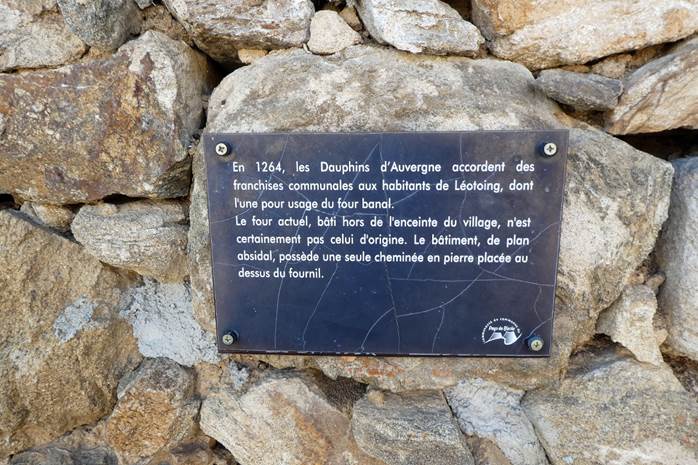 En 1264, les Dauphins d'Auvergne accordent des
franchises communales aux habitants de Léotoing, dont
l'une pour usage du four banal.
Le four actuel, bâti hors de l'enceinte du village, n'est
certainement pas celui d'origine. Le bâtiment, de plan
absidal, possède une seule cheminée en pierre placée au
dessus du fournil.